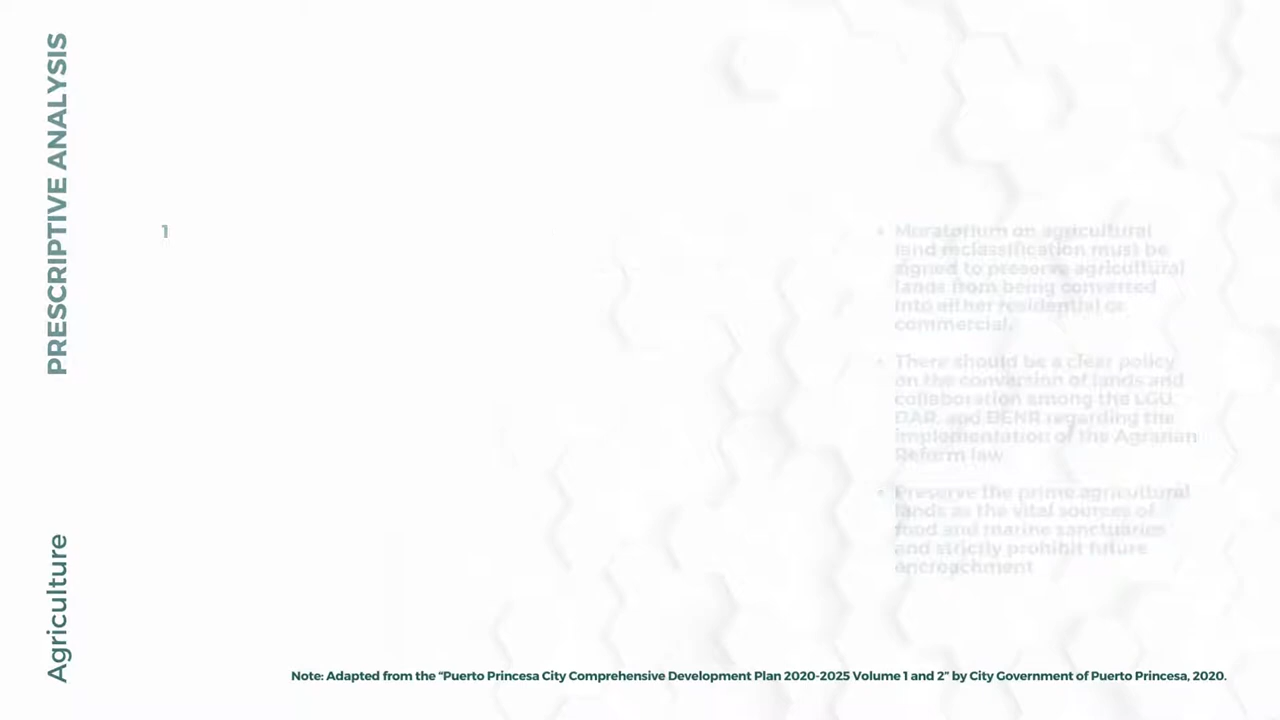 PRESCRIPTIVE ANALYSIS
Agriculture
1
• Moratorium on agricultural
land reclassification must be
signed to preserve agricultural
lands from being converted
into either residential or
commercial.
• There should be a clear policy
on the conversion of lands and
collaboration among the LGU,
DAR, and DENR regarding the
implementation of the Agrarian
Reform law
• Preserve the prime agricultural
lands as the vital sources of
food and marine sanctuaries
and strictly prohibit future
encroachment
Note: Adapted from the "Puerto Princesa City Comprehensive Development Plan 2020-2025 Volume 1 and 2" by City Government of Puerto Princesa, 2020.